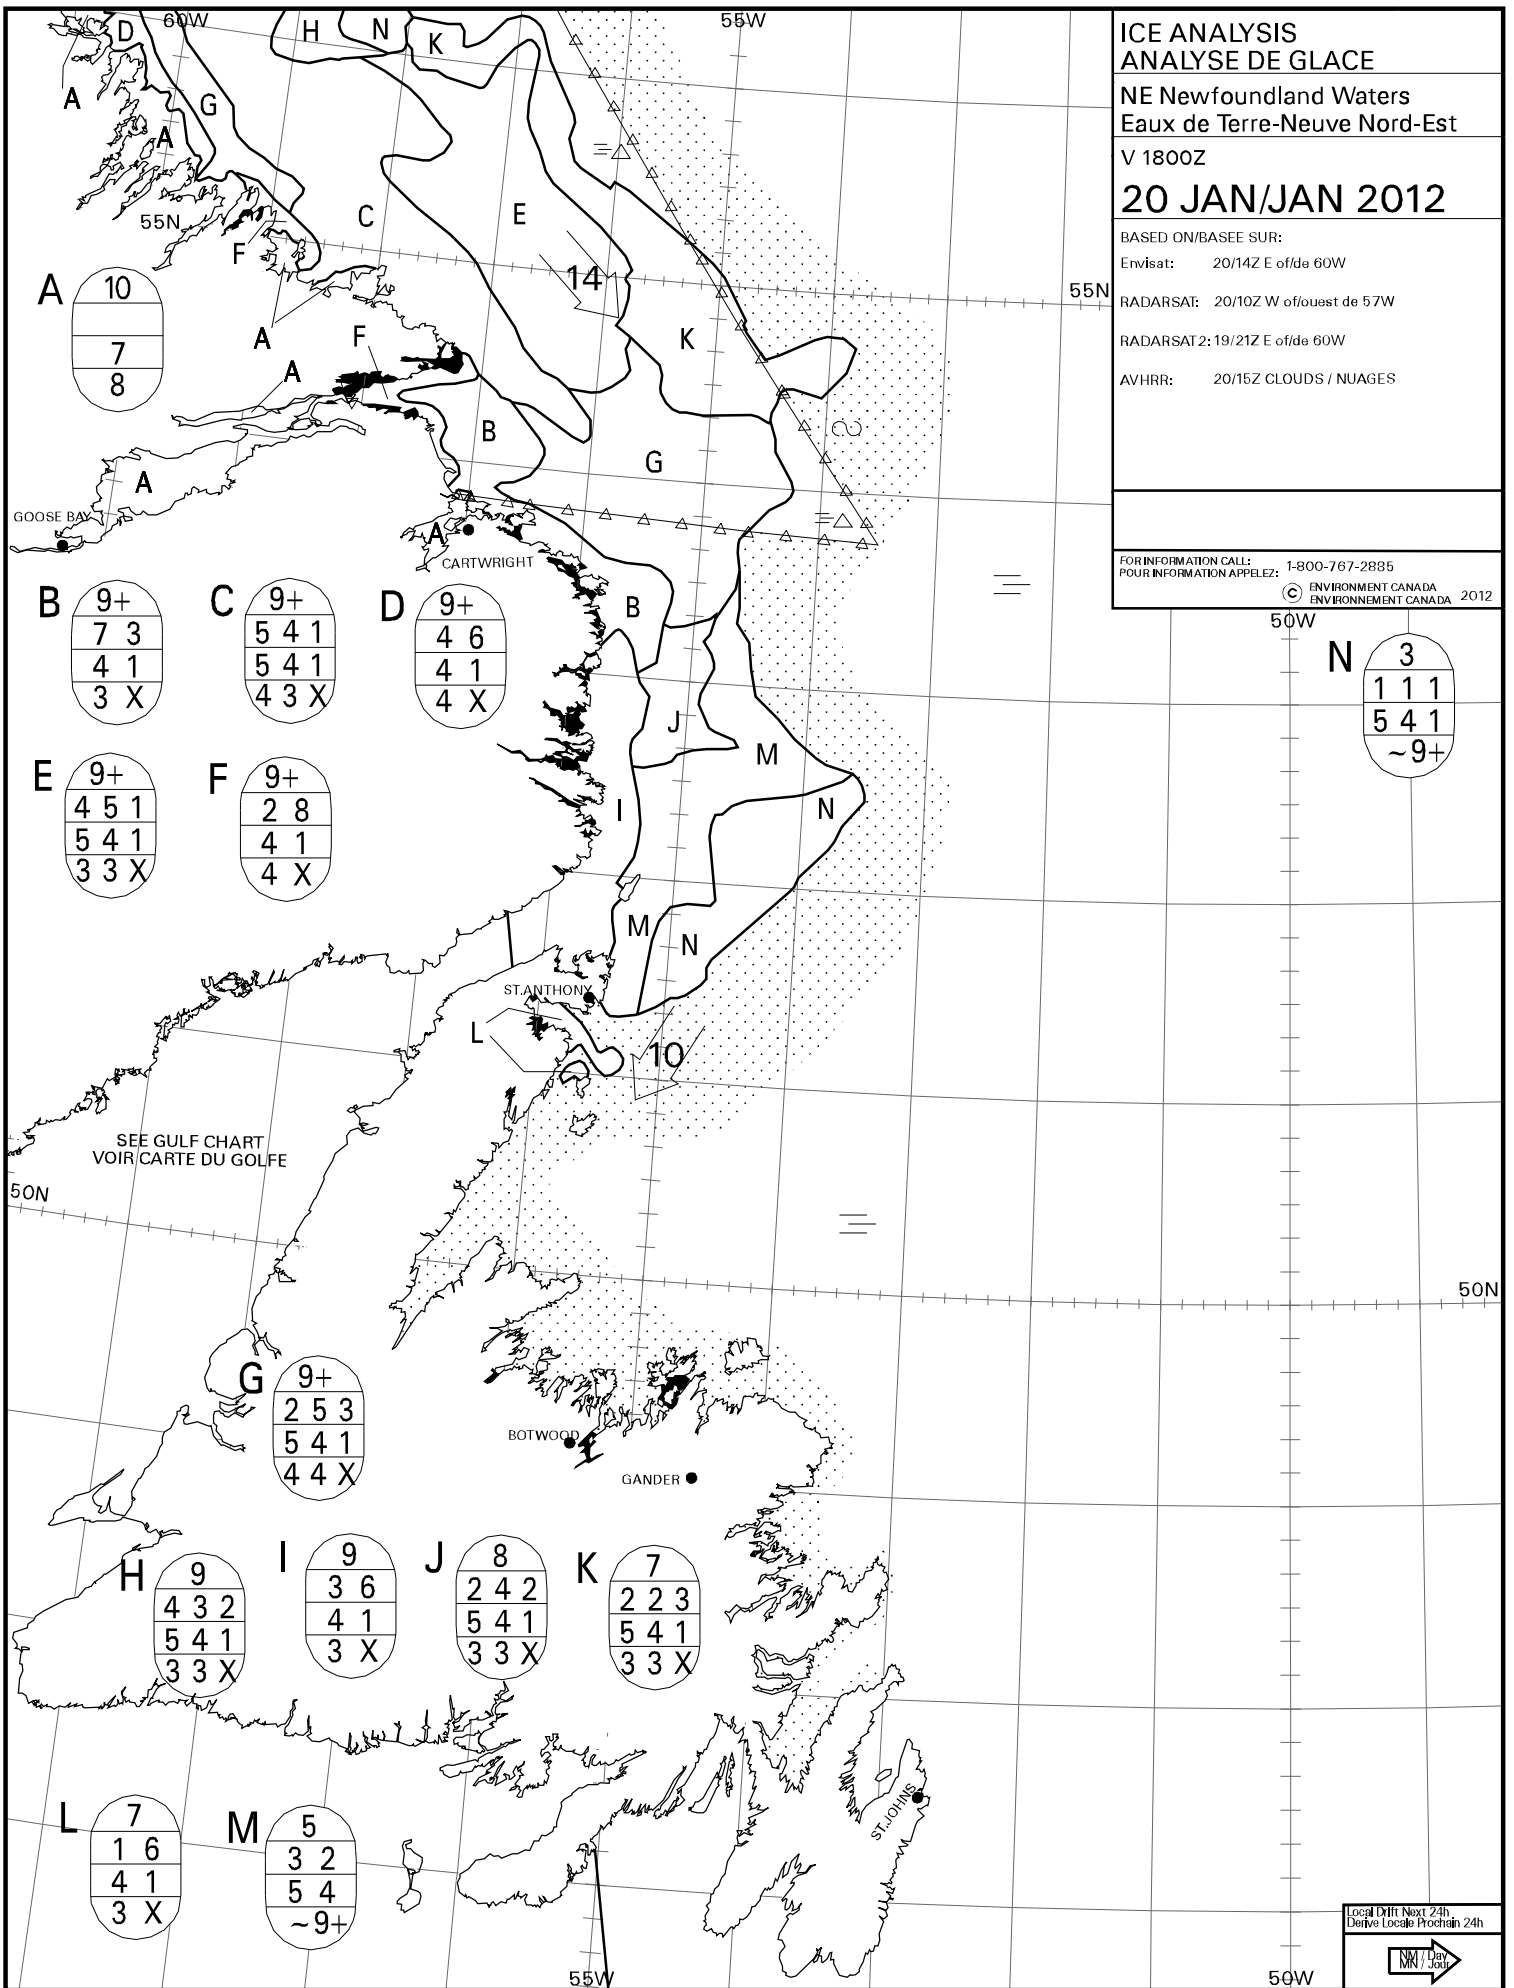 60W
55W
D
H
N
K
A
G
A
C
E
55N
F
14
A
10
7
8
A
F
K
A
B
G
2
A
GOOSE BAY
A
CARTWRIGHT
ICE ANALYSIS
ANALYSE DE GLACE
NE Newfoundland Waters
Eaux de Terre-Neuve Nord-Est
V 1800Z
20 JAN/JAN 2012
BASED ON/BASEE SUR:
Envisat: 20/14Z E of/de 60W
55N
RADARSAT: 20/10Z W of/ouest de 57W
RADARSAT2: 19/21Z E of/de 60W
AVHRR: 20/15Z CLOUDS / NUAGES
FOR INFORMATION CALL:
POUR INFORMATION APPELEZ: 1-800-767-2885
© ENVIRONMENT CANADA
ENVIRONNEMENT CANADA 2012
50W
B
9+
7 3
4 1
3 X
C
9+
5 4 1
5 4 1
4 3 X
D
9+
4 6
4 1
4 X
B
N
3
1 1 1
5 4 1
~9+
E
9+
4 5 1
5 4 1
3 3 X
F
9+
2 8
4 1
4 X
J
M
I
N
M
N
ST.ANTHONY
L
10
SEE GULF CHART
VOIR CARTE DU GOLFE
50N
50N
G
9+
2 5 3
5 4 1
4 4 X
BOTWOOD
GANDER
H
9
4 3 2
5 4 1
3 3 X
I
9
3 6
4 1
3 X
J
8
2 4 2
5 4 1
3 3 X
K
7
2 2 3
5 4 1
3 3 X
ST.JOHNS
L
7
1 6
4 1
3 X
M
5
3 2
5 4
~9+
55W
50W
Local Drift Next 24h
Derive Locale Prochain 24h
NM / Day
MN / Jour